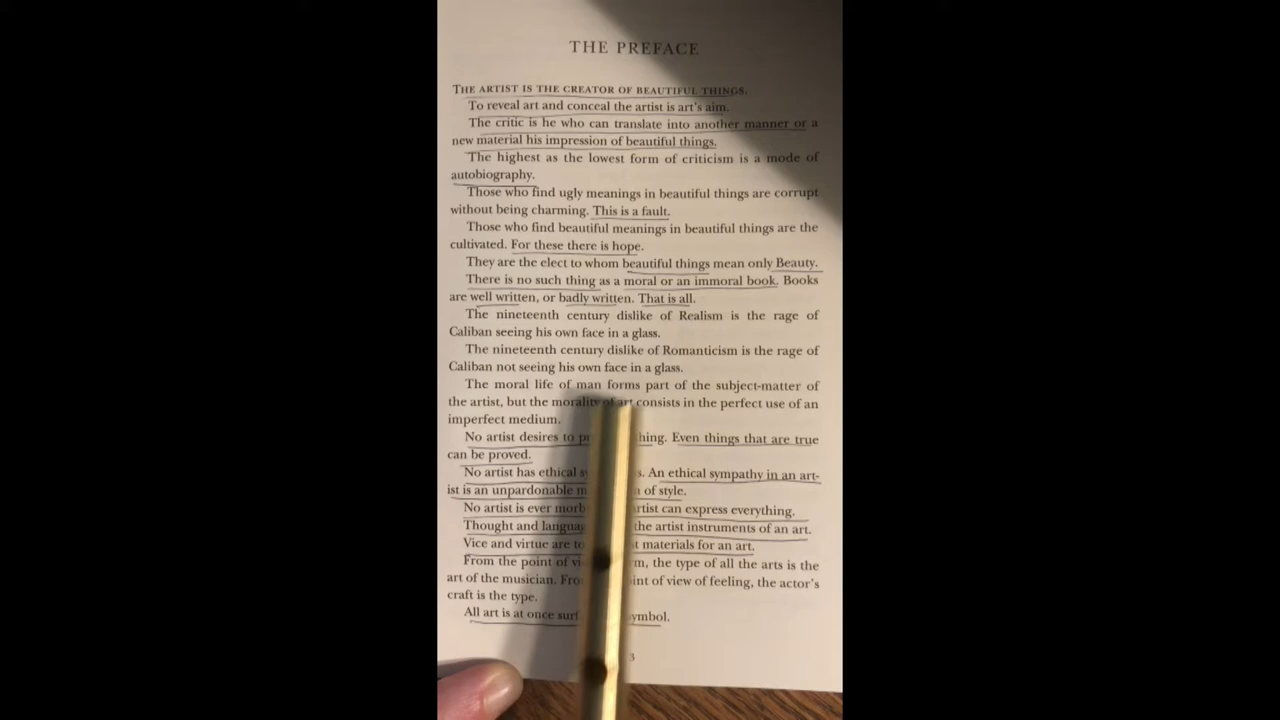 THE PREFACE
THE ARTIST IS THE CREATOR OF BEAUTIFUL THINGS.
To reveal art and conceal the artist is art's aim.
The critic is he who can translate into another manner or a
new material his impression of beautiful things.
The highest as the lowest form of criticism is a mode of
autobiography.
Those who find ugly meanings in beautiful things are corrupt
without being charming. This is a fault.
Those who find beautiful meanings in beautiful things are the
cultivated. For these there is hope.
They are the elect to whom beautiful things mean only Beauty.
There is no such thing as a moral or an immoral book. Books
are well written, or badly written. That is all.
The nineteenth century dislike of Realism is the rage of
Caliban seeing his own face in a glass.
The nineteenth century dislike of Romanticism is the rage of
Caliban not seeing his own face in a glass.
The moral life of man forms part of the subject-matter of
the artist, but the morality of art consists in the perfect use of an
imperfect medium.
No artist desires to hing. Even things that are true
can be proved.
No artist has ethical An ethical sympathy in an art-
ist is an unpardonable of style.
No artist is ever artist can express everything.
Thought and the artist instruments of an art.
Vice and virtue are materials for an art.
From the point of the type of all the arts is the
art of the musician. point of view of feeling, the actor's
craft is the type.
All art is at once symbol.
3